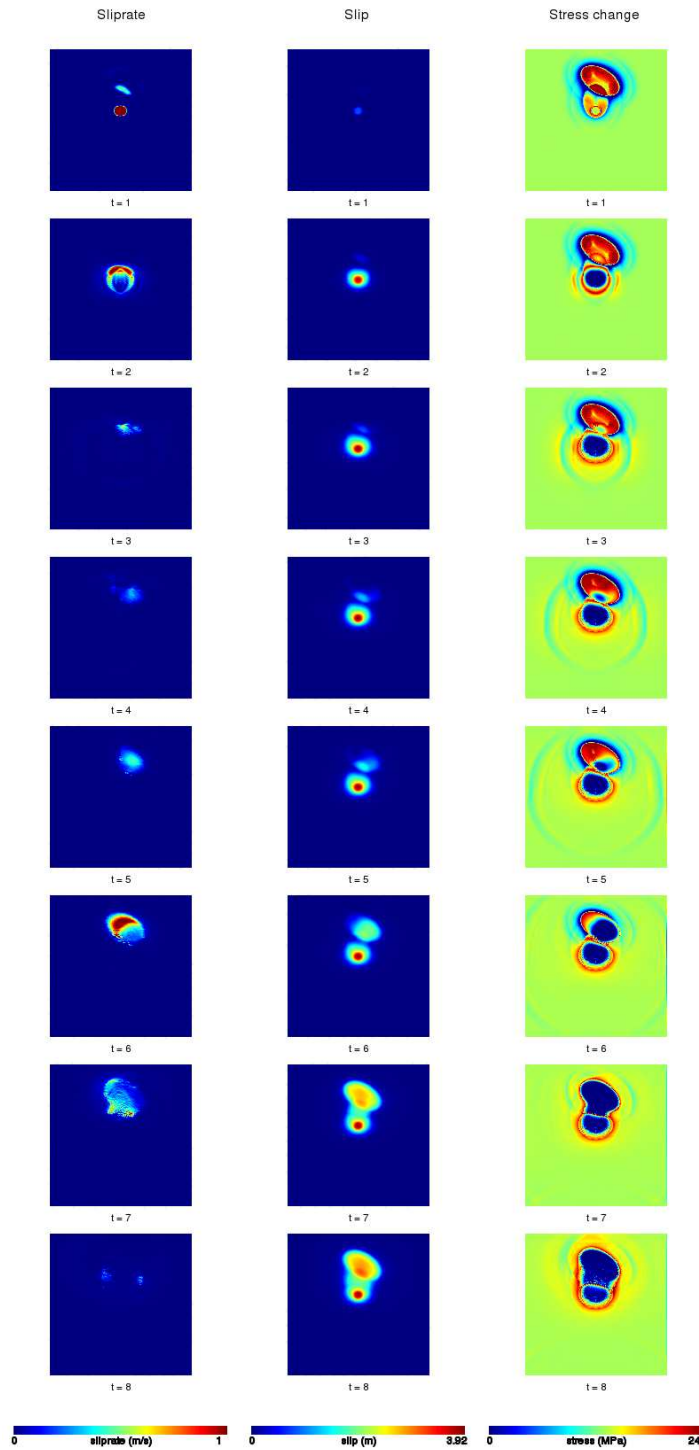 Sliprate Slip Stress change
t = 1 t = 1 t = 1
t = 2 t = 2 t = 2
t = 3 t = 3 t = 3
t = 4 t = 4 t = 4
t = 5 t = 5 t = 5
t = 6 t = 6 t = 6
t = 7 t = 7 t = 7
t = 8 t = 8 t = 8
0 sliprate (m/s) 1 0 slip (m) 3.92 0 stress (MPa) 24